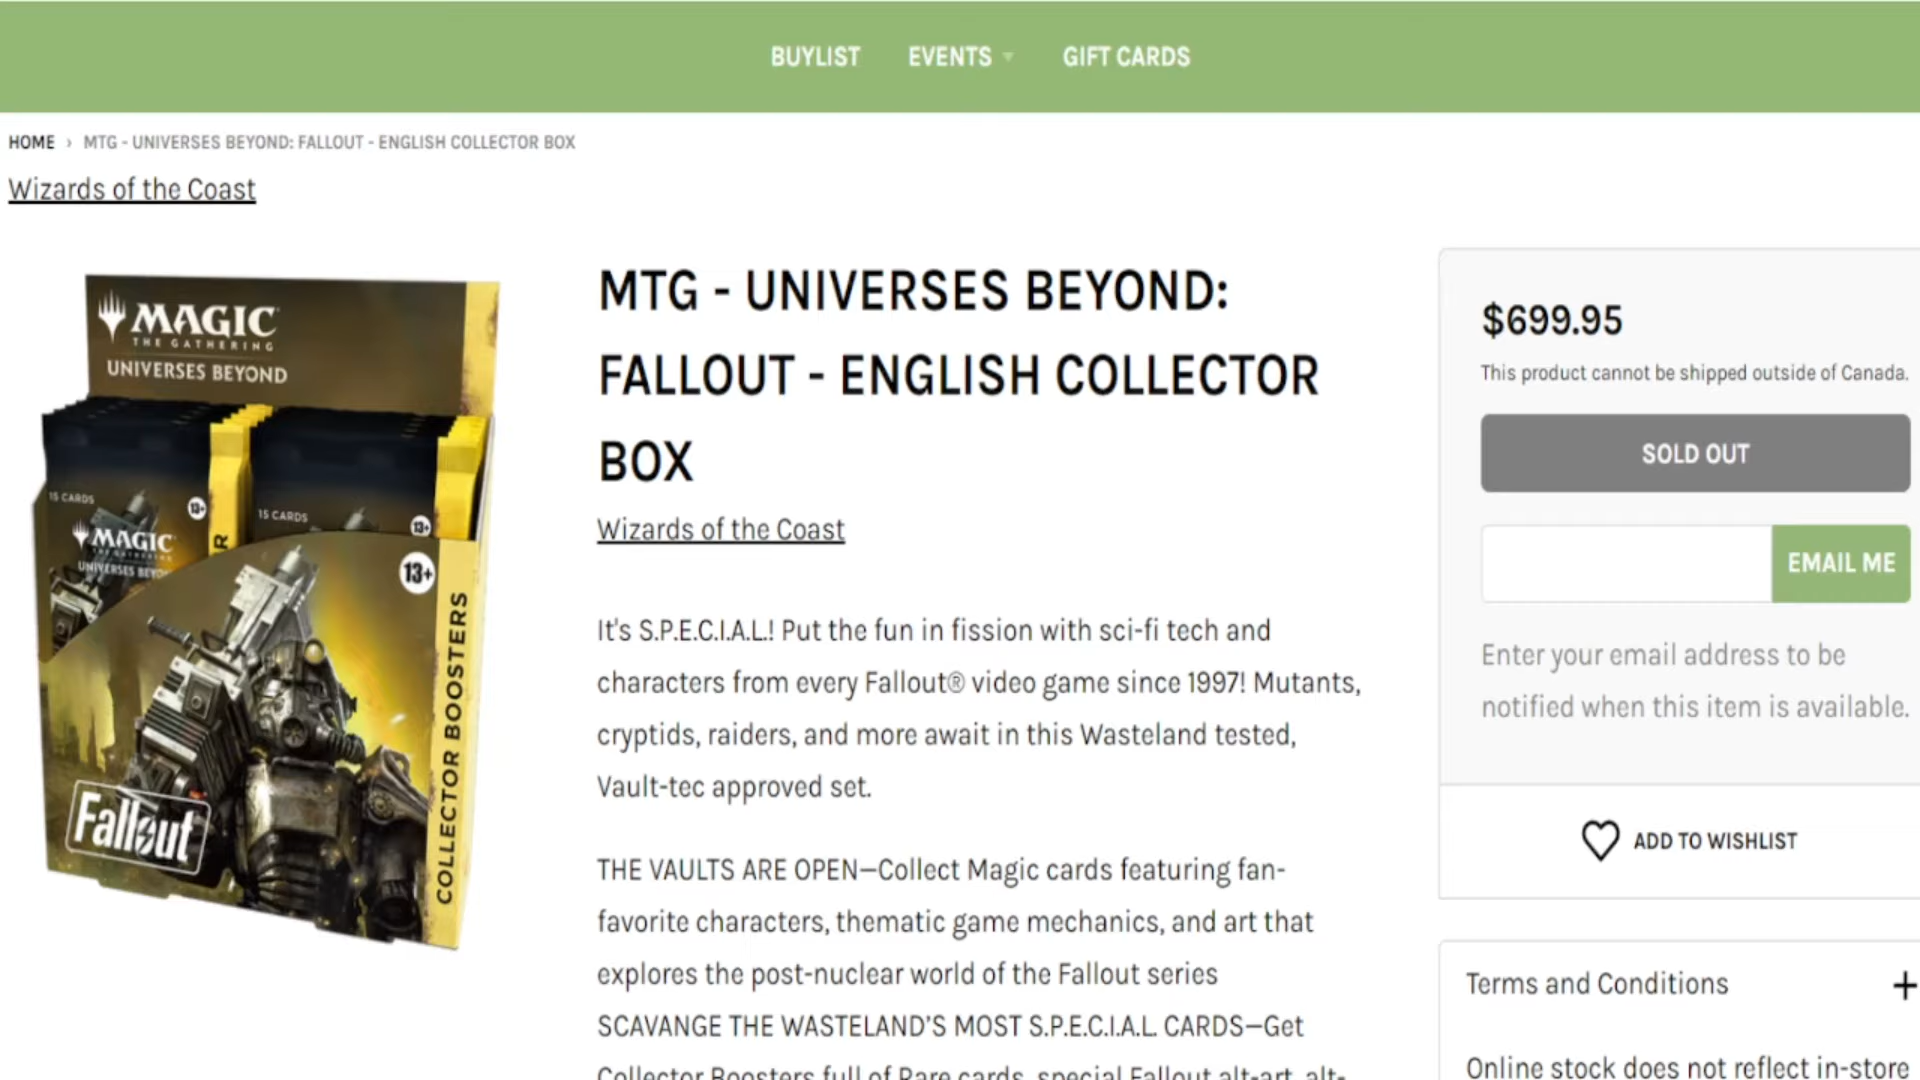 BUYLIST EVENTS GIFT CARDS
HOME › MTG - UNIVERSES BEYOND: FALLOUT - ENGLISH COLLECTOR BOX
Wizards of the Coast
MAGIC
THE GATHERING
UNIVERSES BEYOND
15 CARDS
13+
15 CARDS
13+
MAGIC
THE GATHERING
R
13+
COLLECTOR BOOSTERS
Fallout
MTG - UNIVERSES BEYOND:
FALLOUT - ENGLISH COLLECTOR
BOX
Wizards of the Coast
It's S.P.E.C.I.A.L.! Put the fun in fission with sci-fi tech and
characters from every Fallout® video game since 1997! Mutants,
cryptids, raiders, and more await in this Wasteland tested,
Vault-tec approved set.
THE VAULTS ARE OPEN—Collect Magic cards featuring fan-
favorite characters, thematic game mechanics, and art that
explores the post-nuclear world of the Fallout series
SCAVANGE THE WASTELAND’S MOST S.P.E.C.I.A.L. CARDS—Get
Collector Boosters full of Rare cards, special Fallout alt-art, alt-
$699.95
This product cannot be shipped outside of Canada.
SOLD OUT
EMAIL ME
Enter your email address to be
notified when this item is available.
ADD TO WISHLIST
Terms and Conditions +
Online stock does not reflect in-store